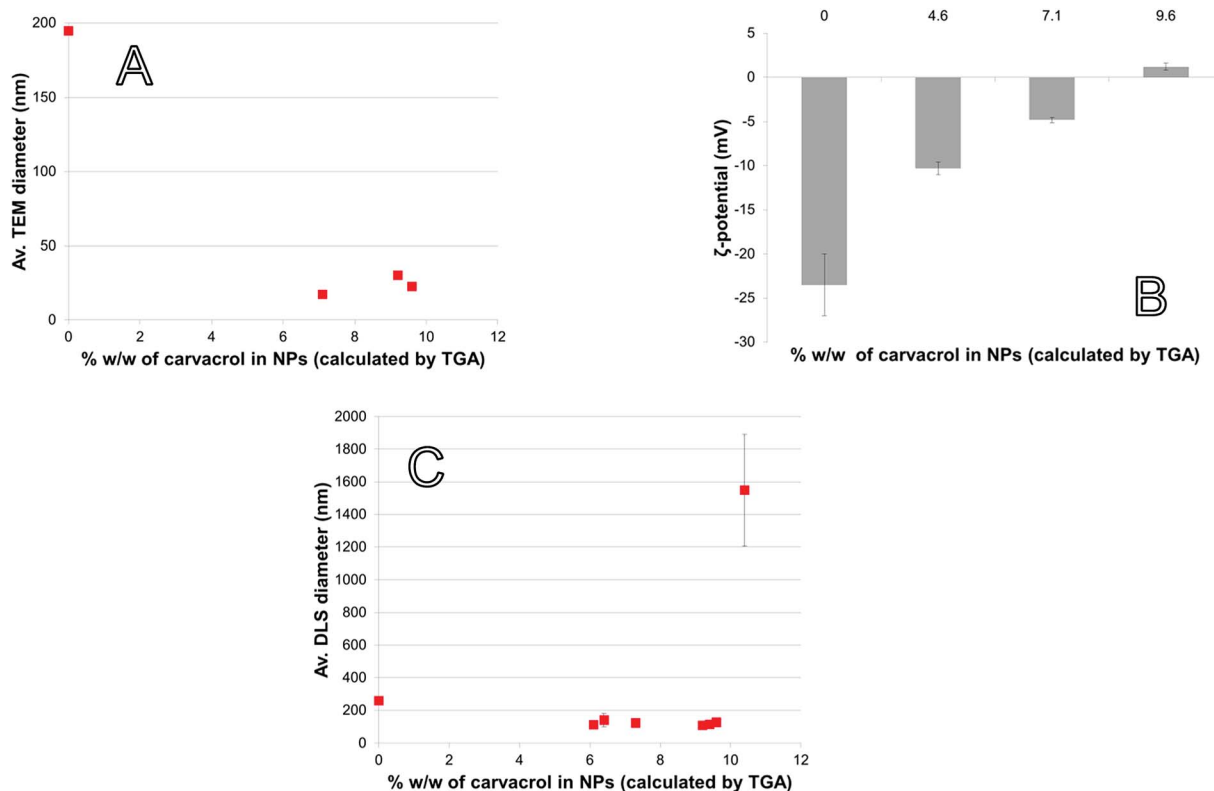 A
Av. TEM diameter (nm)
200
150
100
50
0
0 2 4 6 8 10 12
% w/w of carvacrol in NPs (calculated by TGA)
0 4.6 7.1 9.6
B
ζ-potential (mV)
5
0
-5
-10
-15
-20
-25
-30
% w/w of carvacrol in NPs (calculated by TGA)
C
Av. DLS diameter (nm)
2000
1800
1600
1400
1200
1000
800
600
400
200
0
0 2 4 6 8 10 12
% w/w of carvacrol in NPs (calculated by TGA)